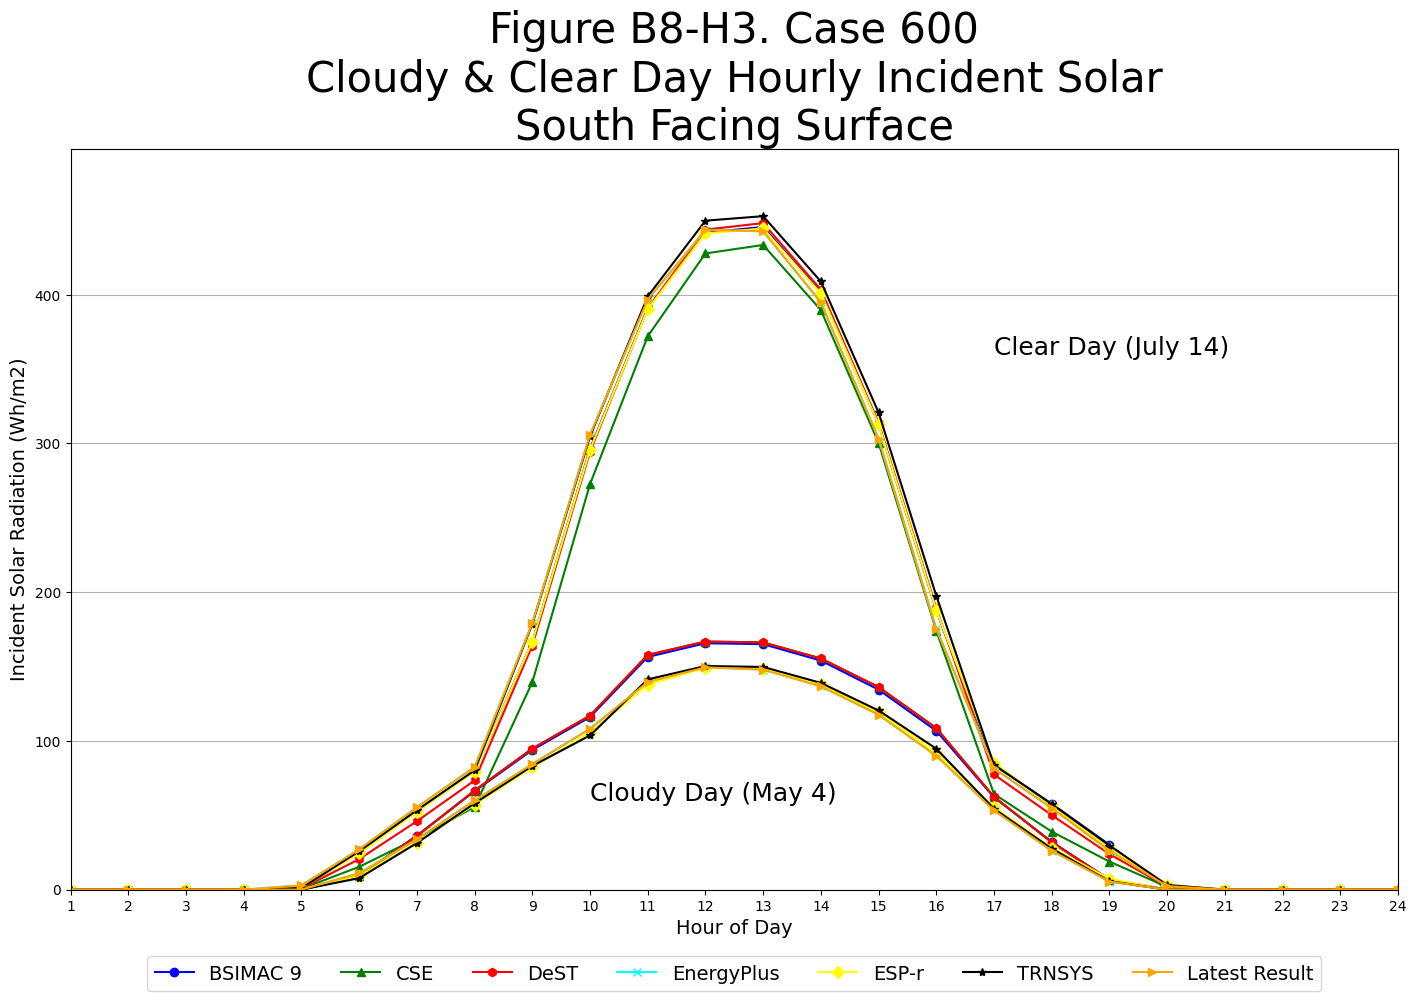 Figure B8-H3. Case 600
Cloudy & Clear Day Hourly Incident Solar
South Facing Surface
Incident Solar Radiation (Wh/m2)
400
300
200
100
0
Clear Day (July 14)
Cloudy Day (May 4)
1 2 3 4 5 6 7 8 9 10 11 12 13 14 15 16 17 18 19 20 21 22 23 24
Hour of Day
BSIMAC 9 CSE DeST EnergyPlus ESP-r TRNSYS Latest Result